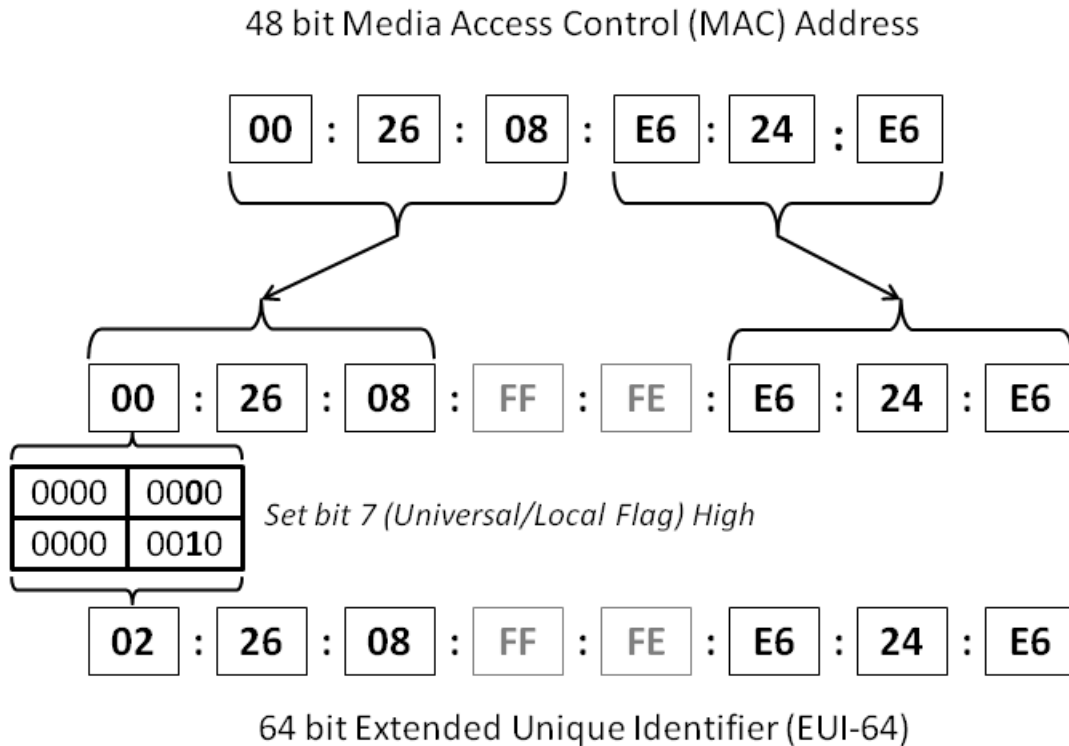 48 bit Media Access Control (MAC) Address
00 : 26 : 08 : E6 : 24 : E6
00 : 26 : 08 : FF : FE : E6 : 24 : E6
0000 0000
Set bit 7 (Universal/Local Flag) High
0000 0010
02 : 26 : 08 : FF : FE : E6 : 24 : E6
64 bit Extended Unique Identifier (EUI-64)